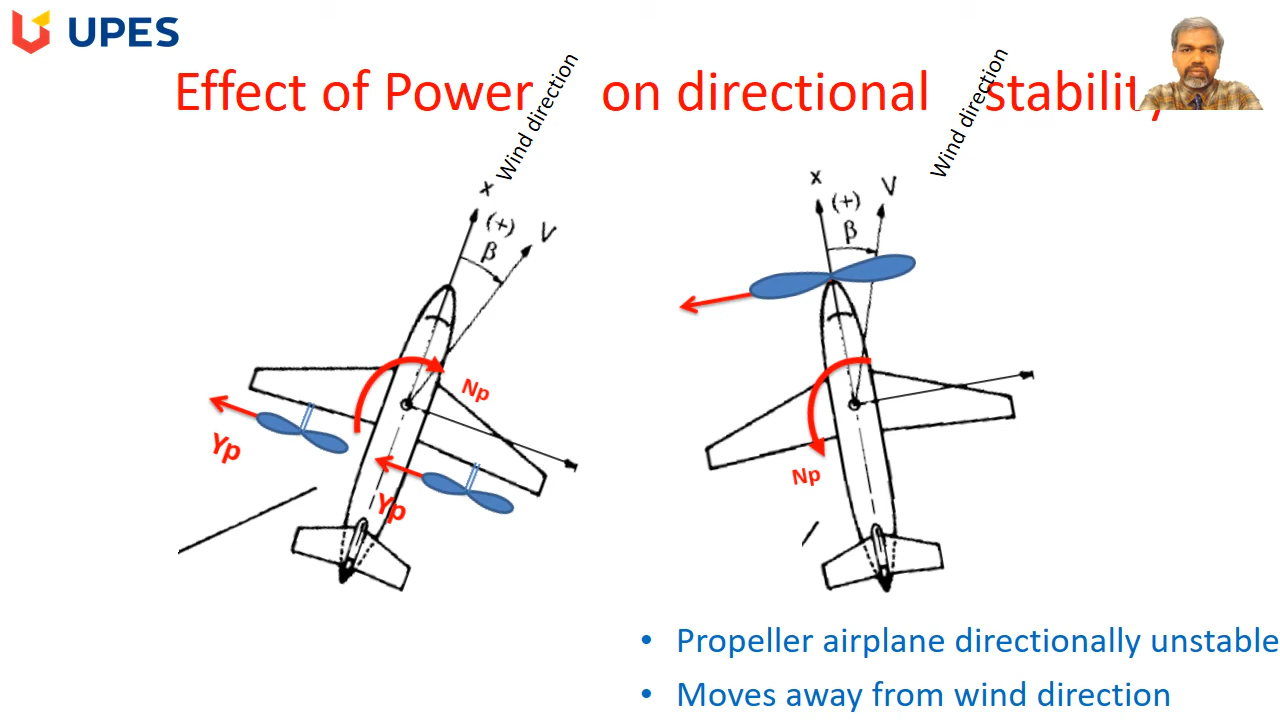 UPES
Effect of Power on directional stability
Wind direction
Wind direction
x
(+)
β
V
x
(+)
β
V
Np
Yp
Yp
Np
• Propeller airplane directionally unstable
• Moves away from wind direction